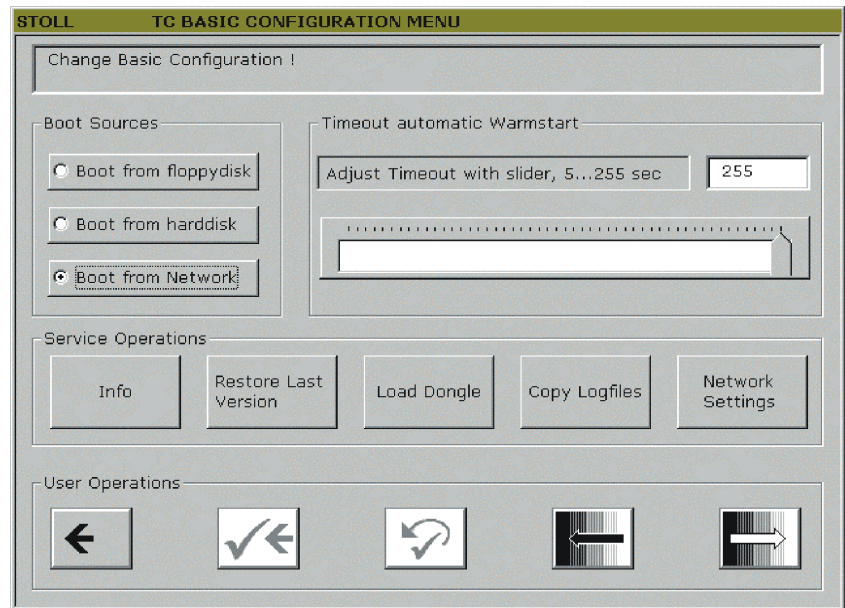 STOLL TC BASIC CONFIGURATION MENU
Change Basic Configuration !
Boot Sources
Boot from floppydisk
Boot from harddisk
Boot from Network
Timeout automatic Warmstart
Adjust Timeout with slider, 5...255 sec
255
Service Operations
Info
Restore Last
Version
Load Dongle
Copy Logfiles
Network
Settings
User Operations